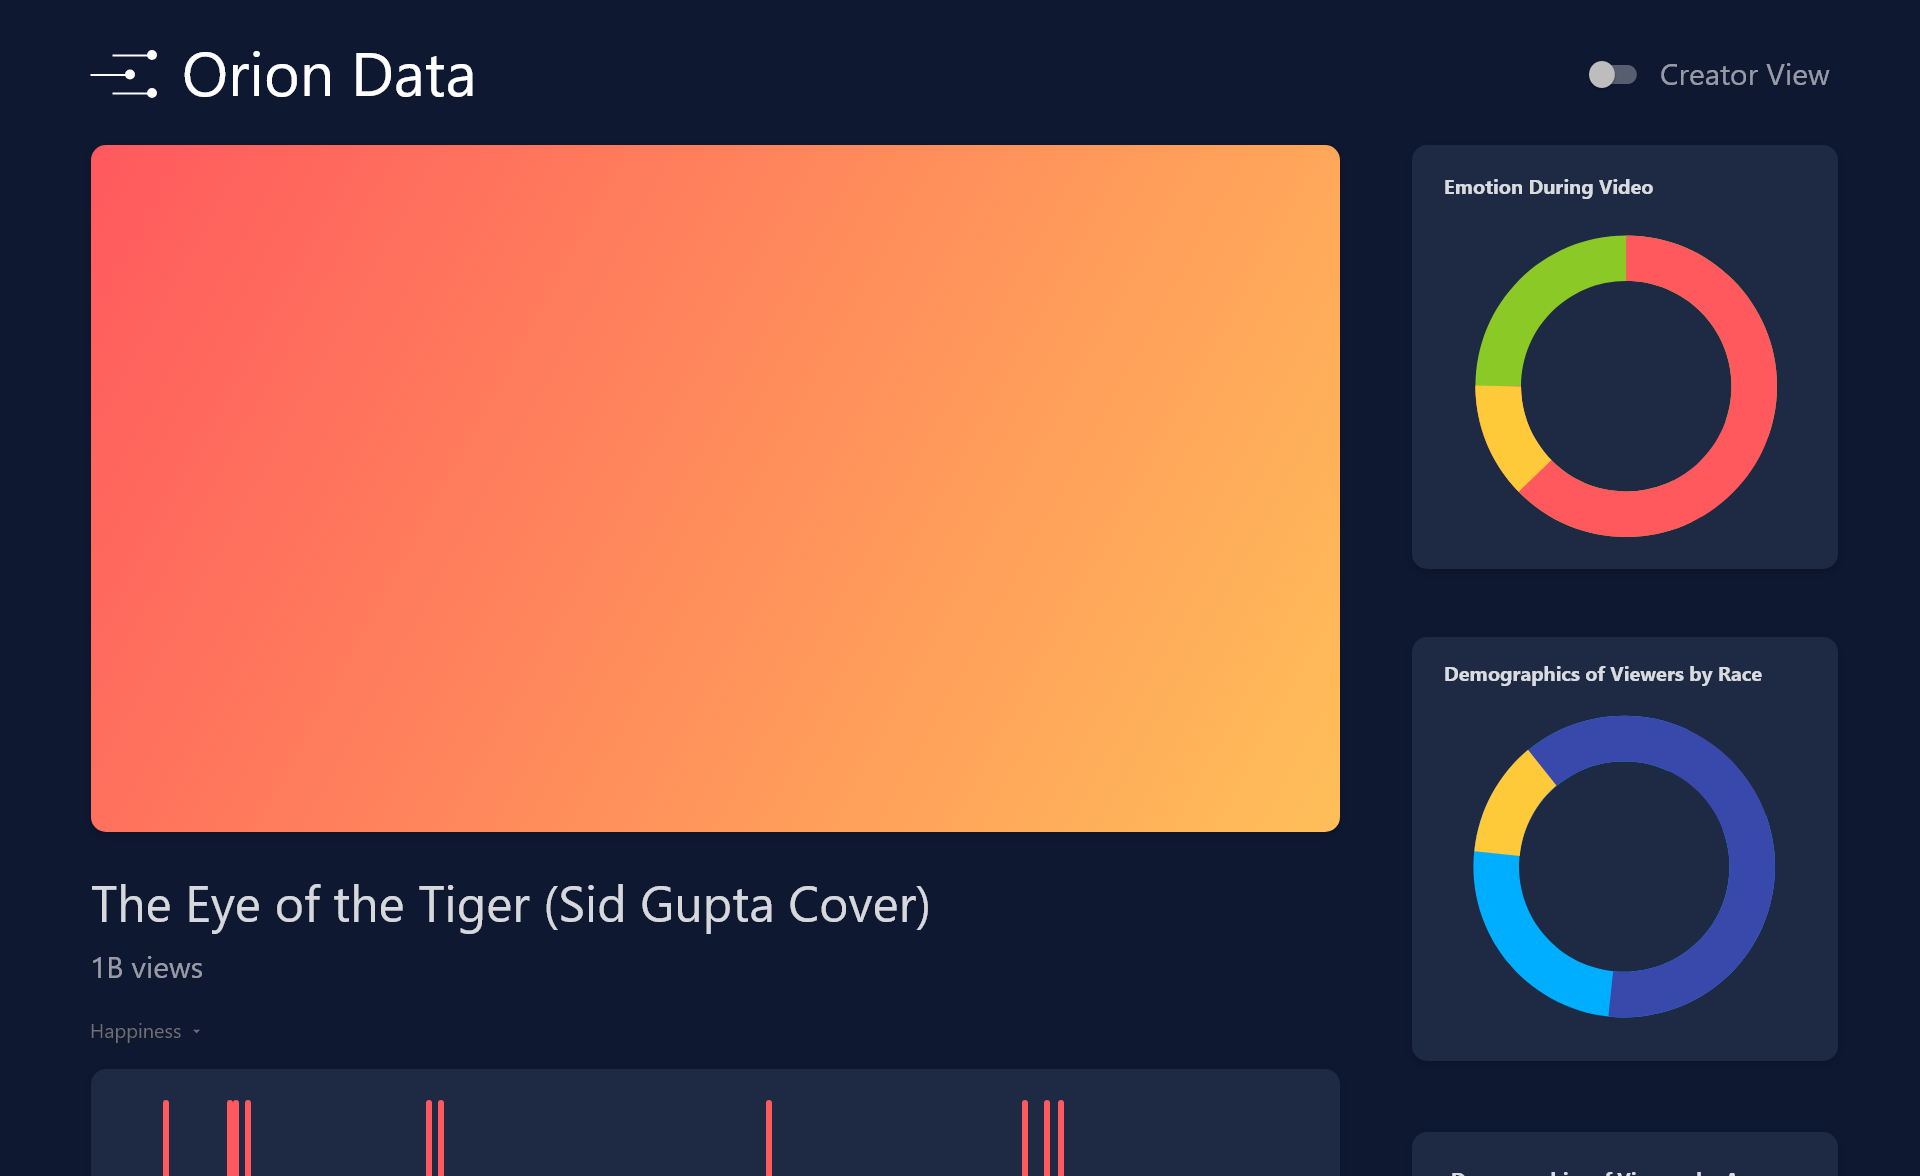 Orion Data
Creator View
Emotion During Video
Demographics of Viewers by Race
The Eye of the Tiger (Sid Gupta Cover)
1B views
Happiness